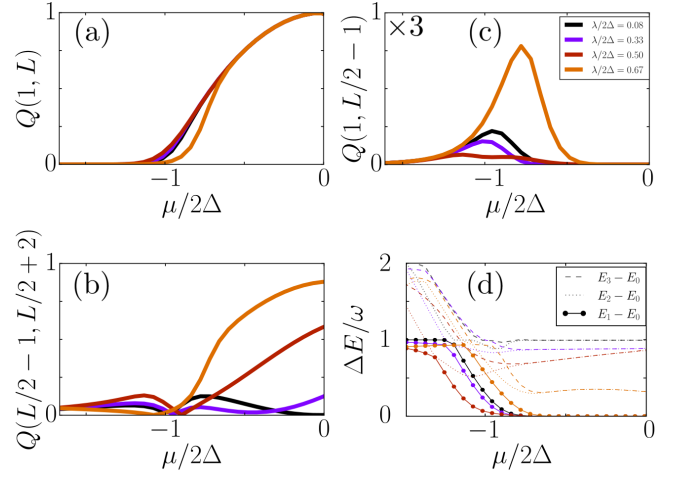 (a)
Q(1, L)
1
0
−1
0
μ/2Δ
×3
(c)
Q(1, L/2 − 1)
λ/2Δ = 0.08
λ/2Δ = 0.33
λ/2Δ = 0.50
λ/2Δ = 0.67
1
0
−1
0
μ/2Δ
(b)
Q(L/2 − 1, L/2 + 2)
1
0
−1
0
μ/2Δ
(d)
ΔE/ω
E₃ − E₀
E₂ − E₀
E₁ − E₀
2
1
0
−1
0
μ/2Δ